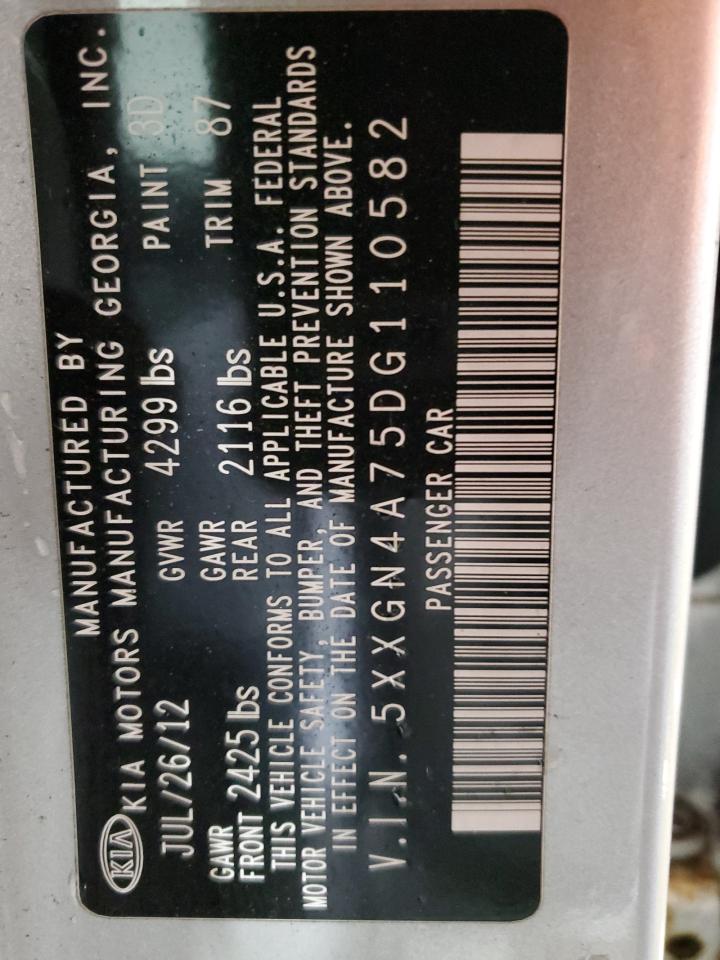 MANUFACTURED BY
KIA KIA MOTORS MANUFACTURING GEORGIA, INC.
JUL/26/12 GVWR 4299 lbs PAINT 3D
GAWR FRONT 2425 lbs GAWR REAR 2116 lbs TRIM 87
THIS VEHICLE CONFORMS TO ALL APPLICABLE U.S.A. FEDERAL
MOTOR VEHICLE SAFETY, BUMPER, AND THEFT PREVENTION STANDARDS
IN EFFECT ON THE DATE OF MANUFACTURE SHOWN ABOVE.
V.I.N. 5XXGN4A75DG110582
PASSENGER CAR